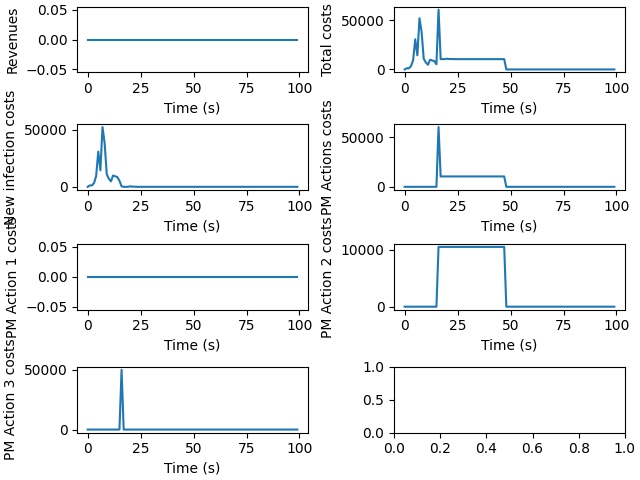 Revenues
0.05
0.00
−0.05
0 25 50 75 100
Time (s)
Total costs
50000
0
0 25 50 75 100
Time (s)
New infection costs
50000
0
0 25 50 75 100
Time (s)
PM Actions costs
50000
0
0 25 50 75 100
Time (s)
PM Action 1 costs
0.05
0.00
−0.05
0 25 50 75 100
Time (s)
PM Action 2 costs
10000
0
0 25 50 75 100
Time (s)
PM Action 3 costs
50000
0
0 25 50 75 100
Time (s)
1.0
0.5
0.0
0.0 0.2 0.4 0.6 0.8 1.0